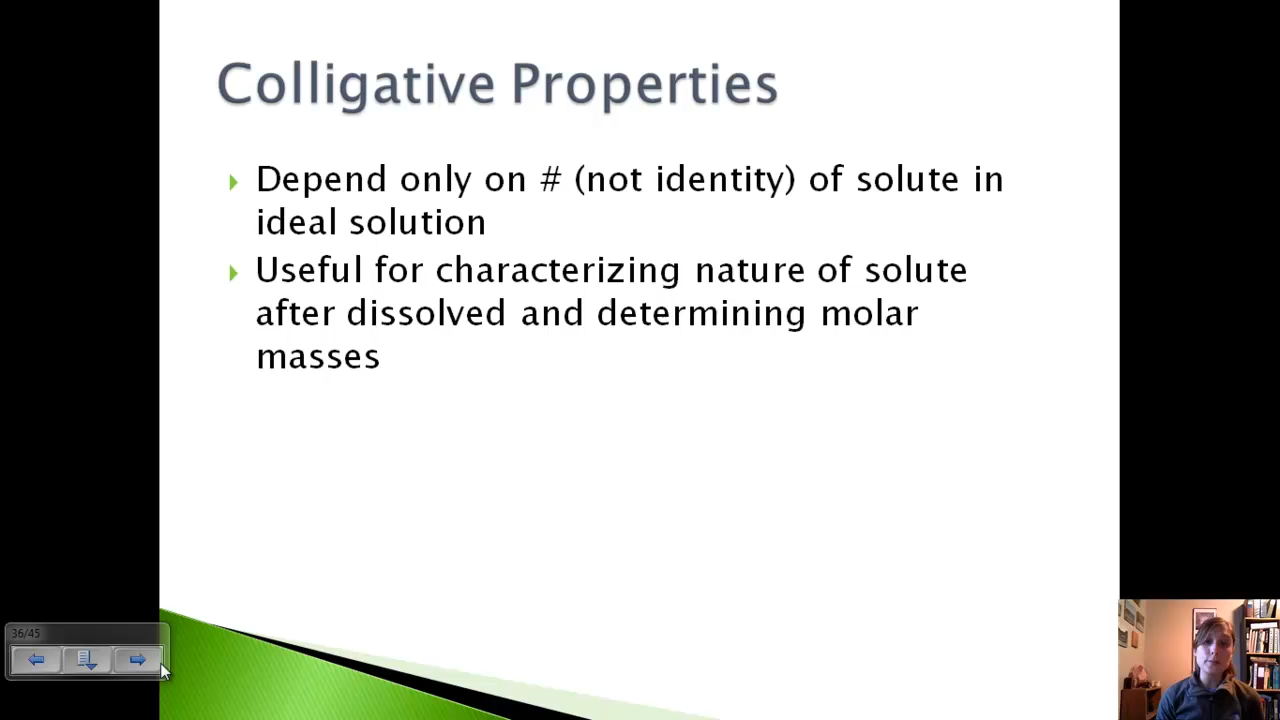 Colligative Properties
Depend only on # (not identity) of solute in
ideal solution
Useful for characterizing nature of solute
after dissolved and determining molar
masses
36/45